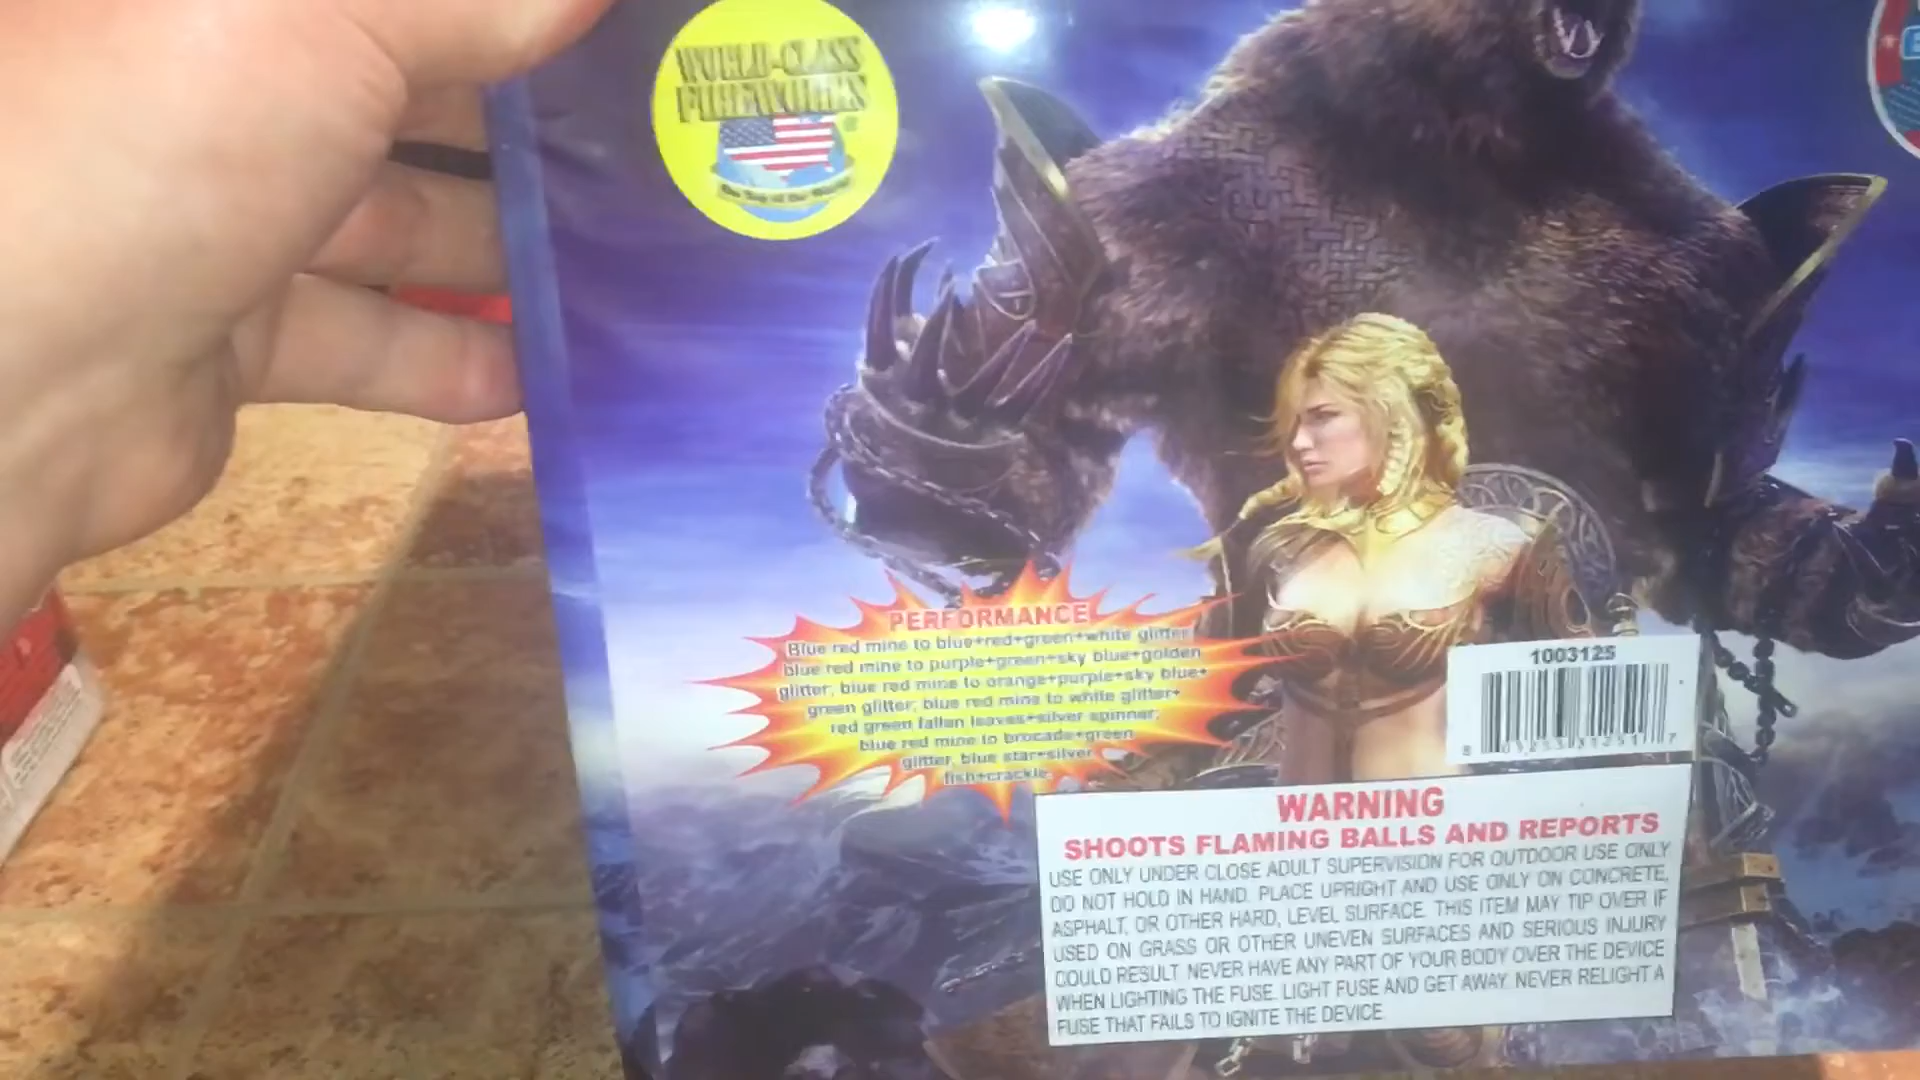 WORLD-CLASS
FIREWORKS
On Top of the World
PERFORMANCE
Blue red mine to blue+red+green+white glitter
blue red mine to purple+green+sky blue+golden
glitter; blue red mine to orange+purple+sky blue+
green glitter; blue red mine to white glitter+
red green fallen leaves+silver spinner;
blue red mine to brocade+green
glitter, blue star+silver
fish+crackle.
1003125
WARNING
SHOOTS FLAMING BALLS AND REPORTS
USE ONLY UNDER CLOSE ADULT SUPERVISION FOR OUTDOOR USE ONLY
DO NOT HOLD IN HAND. PLACE UPRIGHT AND USE ONLY ON CONCRETE,
ASPHALT, OR OTHER HARD, LEVEL SURFACE. THIS ITEM MAY TIP OVER IF
USED ON GRASS OR OTHER UNEVEN SURFACES AND SERIOUS INJURY
COULD RESULT. NEVER HAVE ANY PART OF YOUR BODY OVER THE DEVICE
WHEN LIGHTING THE FUSE. LIGHT FUSE AND GET AWAY. NEVER RELIGHT A
FUSE THAT FAILS TO IGNITE THE DEVICE.